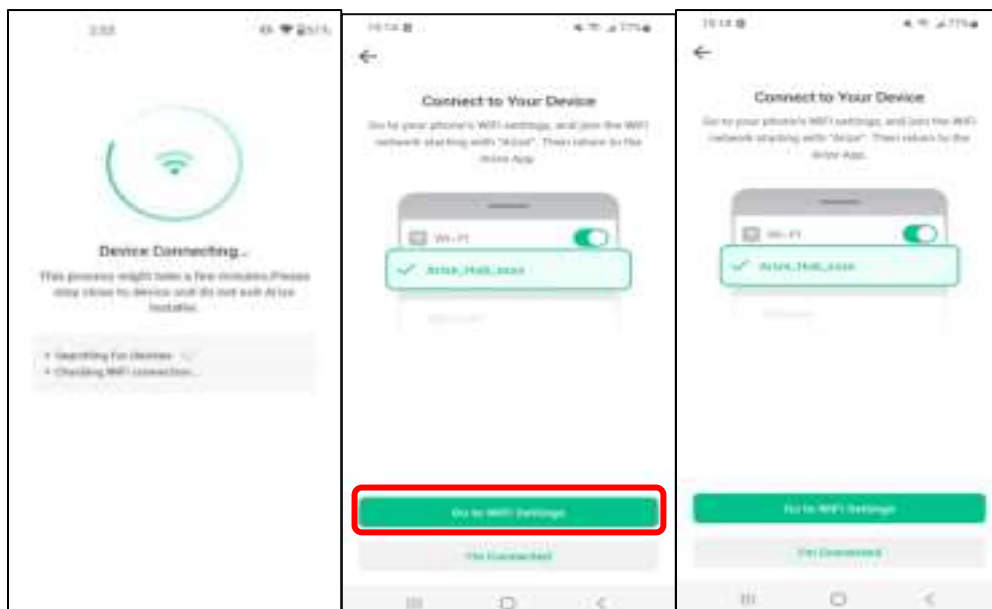 Device Connecting...
This process might take a few minutes.Please
stay close to device and do not exit Arize
Installer.
• Searching for devices
• Checking WiFi connection...
Connect to Your Device
Go to your phone's WiFi settings, and join the WiFi
network starting with "Arize". Then return to the
Arize App.
Wi-Fi
Arize_Hub_xxxx
Go to WiFi Settings
I'm Connected
Connect to Your Device
Go to your phone's WiFi settings, and join the WiFi
network starting with "Arize". Then return to the
Arize App.
Wi-Fi
Arize_Hub_xxxx
Go to WiFi Settings
I'm Connected